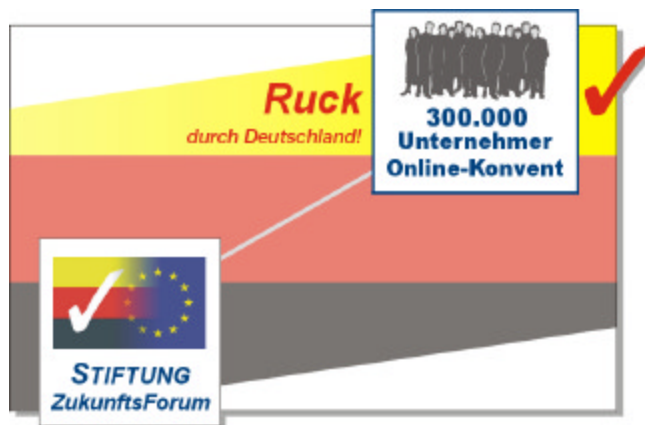 Ruck
durch Deutschland!
300.000
Unternehmer
Online-Konvent
STIFTUNG
ZukunftsForum